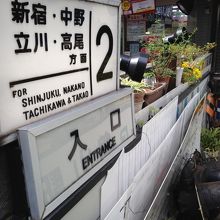 新宿・中野
立川・高尾
方面
2
FOR
SHINJUKU, NAKANO,
TACHIKAWA & TAKAO
入口
ENTRANCE